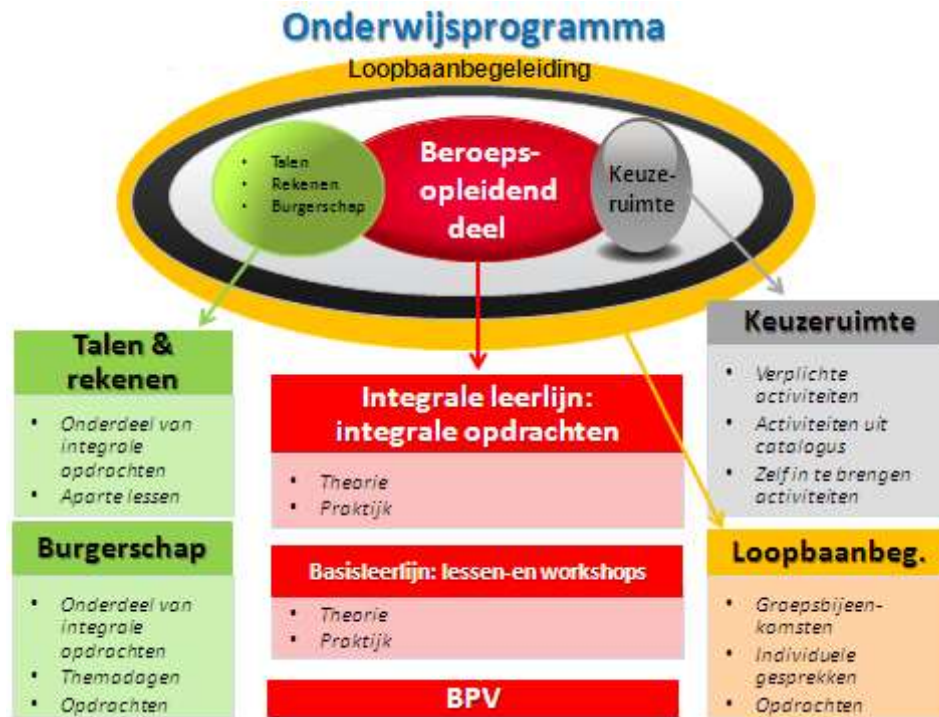 Onderwijsprogramma
Loopbaanbegeleiding
• Talen
• Rekenen
• Burgerschap
Beroeps-
opleidend
deel
Keuze-
ruimte
Talen &
rekenen
• Onderdeel van
integrale
opdrachten
• Aparte lessen
Burgerschap
• Onderdeel van
integrale
opdrachten
• Themadagen
• Opdrachten
Integrale leerlijn:
integrale opdrachten
• Theorie
• Praktijk
Basisleerlijn: lessen-en workshops
• Theorie
• Praktijk
BPV
Keuzeruimte
• Verplichte
activiteiten
• Activiteiten uit
catalogus
• Zelf in te brengen
activiteiten
Loopbaanbeg.
• Groepsbijeen-
komsten
• Individuele
gesprekken
• Opdrachten